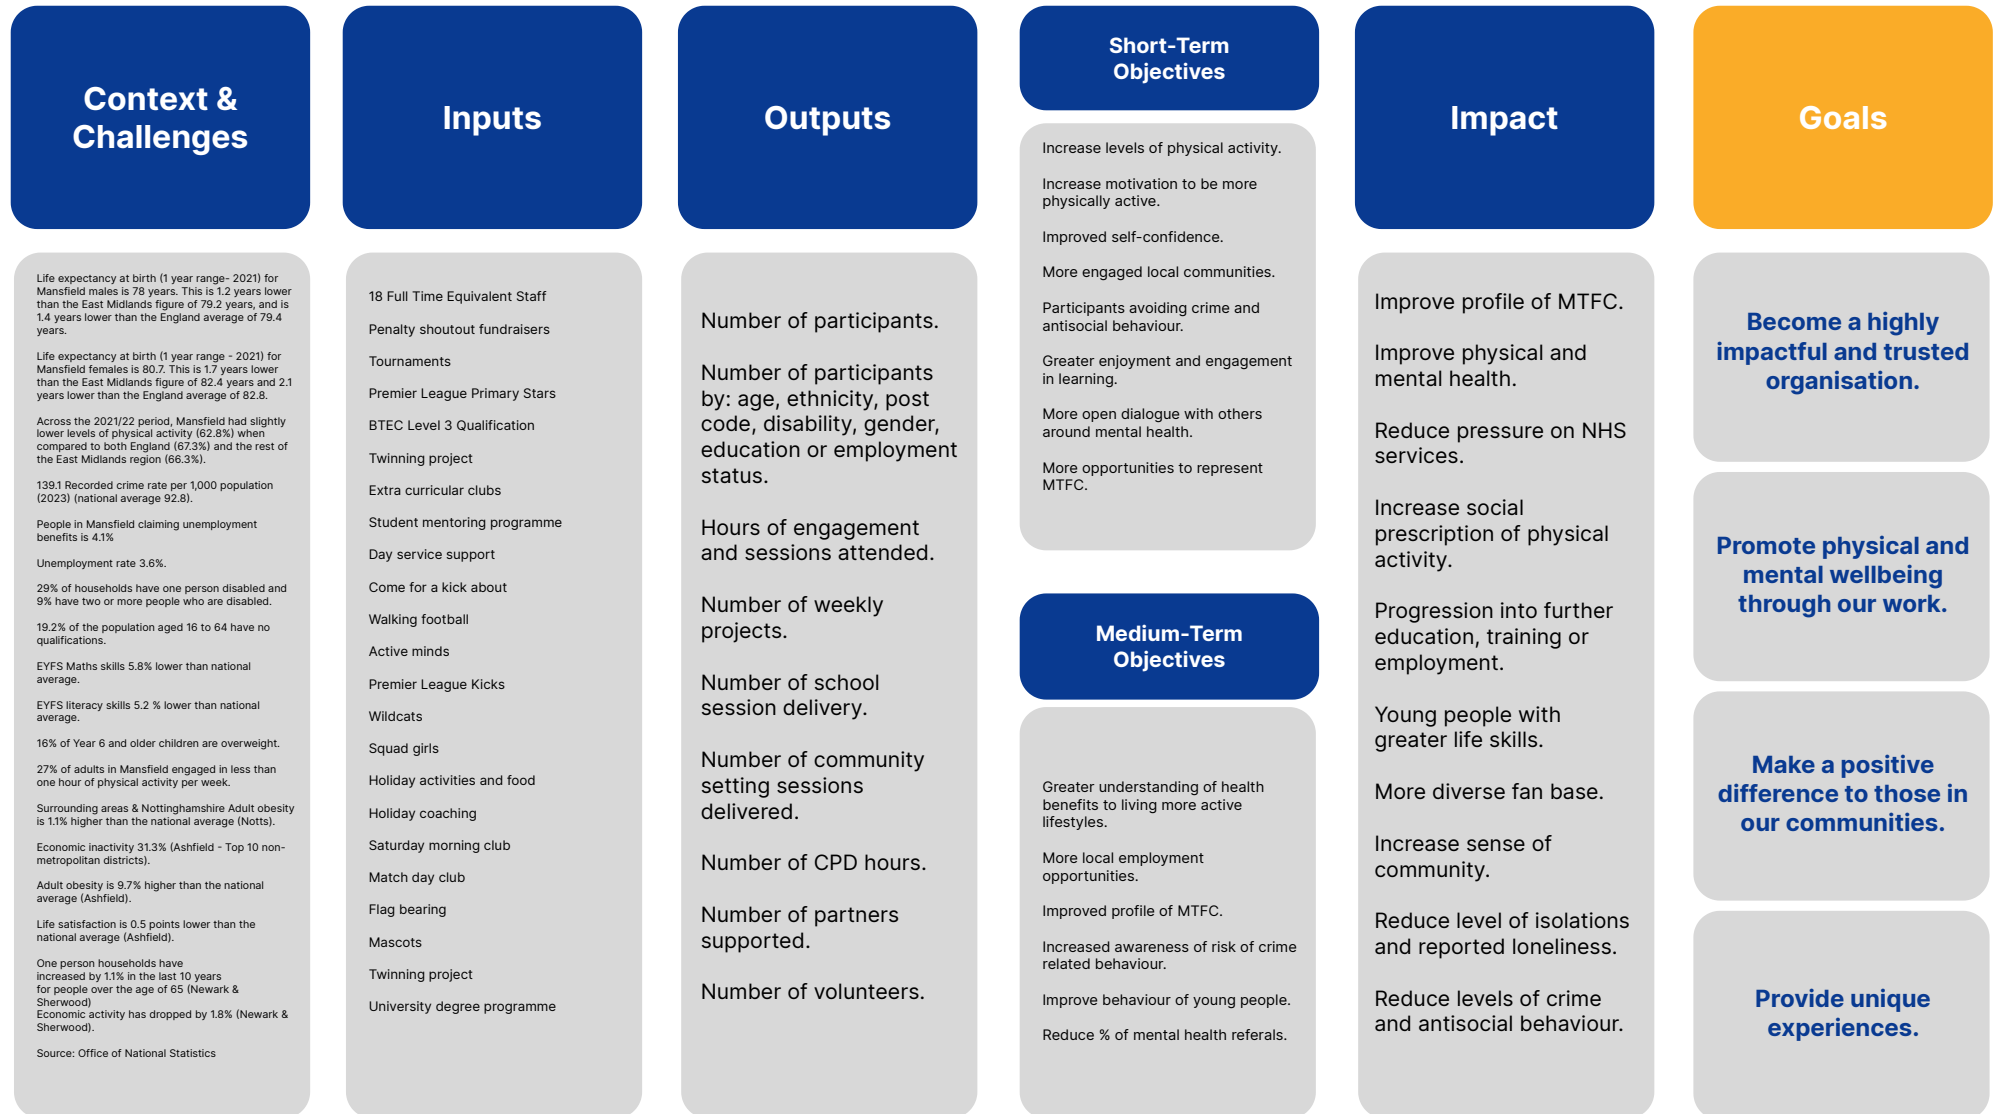 Context &
Challenges
Life expectancy at birth (1 year range- 2021) for
Mansfield males is 78 years. This is 1.2 years lower
than the East Midlands figure of 79.2 years, and is
1.4 years lower than the England average of 79.4
years.
Life expectancy at birth (1 year range - 2021) for
Mansfield females is 80.7. This is 1.7 years lower
than the East Midlands figure of 82.4 years and 2.1
years lower than the England average of 82.8.
Across the 2021/22 period, Mansfield had slightly
lower levels of physical activity (62.8%) when
compared to both England (67.3%) and the rest of
the East Midlands region (66.3%).
139.1 Recorded crime rate per 1,000 population
(2023) (national average 92.8).
People in Mansfield claiming unemployment
benefits is 4.1%
Unemployment rate 3.6%.
29% of households have one person disabled and
9% have two or more people who are disabled.
19.2% of the population aged 16 to 64 have no
qualifications.
EYFS Maths skills 5.8% lower than national
average.
EYFS literacy skills 5.2 % lower than national
average.
16% of Year 6 and older children are overweight.
27% of adults in Mansfield engaged in less than
one hour of physical activity per week.
Surrounding areas & Nottinghamshire Adult obesity
is 1.1% higher than the national average (Notts).
Economic inactivity 31.3% (Ashfield - Top 10 non-
metropolitan districts).
Adult obesity is 9.7% higher than the national
average (Ashfield).
Life satisfaction is 0.5 points lower than the
national average (Ashfield).
One person households have
increased by 1.1% in the last 10 years
for people over the age of 65 (Newark &
Sherwood)
Economic activity has dropped by 1.8% (Newark &
Sherwood).
Source: Office of National Statistics
Inputs
18 Full Time Equivalent Staff
Penalty shoutout fundraisers
Tournaments
Premier League Primary Stars
BTEC Level 3 Qualification
Twinning project
Extra curricular clubs
Student mentoring programme
Day service support
Come for a kick about
Walking football
Active minds
Premier League Kicks
Wildcats
Squad girls
Holiday activities and food
Holiday coaching
Saturday morning club
Match day club
Flag bearing
Mascots
Twinning project
University degree programme
Outputs
Number of participants.
Number of participants
by: age, ethnicity, post
code, disability, gender,
education or employment
status.
Hours of engagement
and sessions attended.
Number of weekly
projects.
Number of school
session delivery.
Number of community
setting sessions
delivered.
Number of CPD hours.
Number of partners
supported.
Number of volunteers.
Short-Term
Objectives
Increase levels of physical activity.
Increase motivation to be more
physically active.
Improved self-confidence.
More engaged local communities.
Participants avoiding crime and
antisocial behaviour.
Greater enjoyment and engagement
in learning.
More open dialogue with others
around mental health.
More opportunities to represent
MTFC.
Medium-Term
Objectives
Greater understanding of health
benefits to living more active
lifestyles.
More local employment
opportunities.
Improved profile of MTFC.
Increased awareness of risk of crime
related behaviour.
Improve behaviour of young people.
Reduce % of mental health referals.
Impact
Improve profile of MTFC.
Improve physical and
mental health.
Reduce pressure on NHS
services.
Increase social
prescription of physical
activity.
Progression into further
education, training or
employment.
Young people with
greater life skills.
More diverse fan base.
Increase sense of
community.
Reduce level of isolations
and reported loneliness.
Reduce levels of crime
and antisocial behaviour.
Goals
Become a highly
impactful and trusted
organisation.
Promote physical and
mental wellbeing
through our work.
Make a positive
difference to those in
our communities.
Provide unique
experiences.